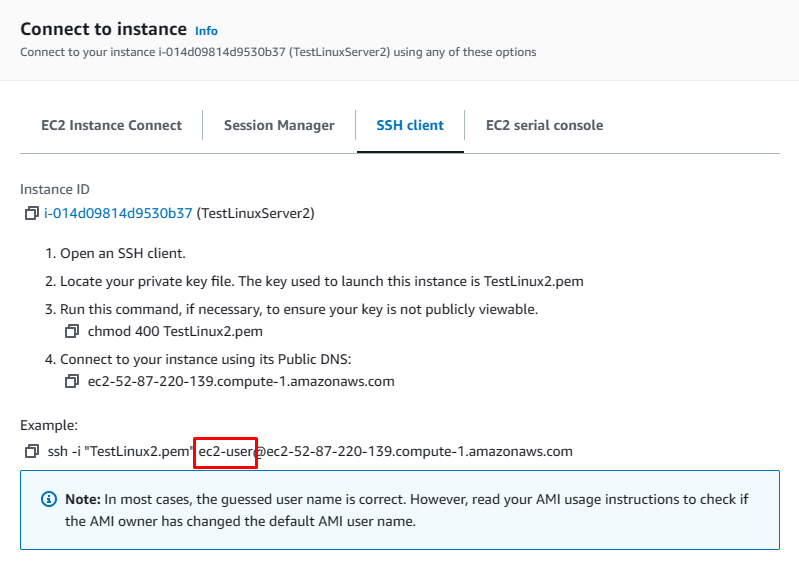 Connect to instance Info
Connect to your instance i-014d09814d9530b37 (TestLinuxServer2) using any of these options
EC2 Instance Connect Session Manager SSH client EC2 serial console
Instance ID
i-014d09814d9530b37 (TestLinuxServer2)
1. Open an SSH client.
2. Locate your private key file. The key used to launch this instance is TestLinux2.pem
3. Run this command, if necessary, to ensure your key is not publicly viewable.
chmod 400 TestLinux2.pem
4. Connect to your instance using its Public DNS:
ec2-52-87-220-139.compute-1.amazonaws.com
Example:
ssh -i "TestLinux2.pem" ec2-user@ec2-52-87-220-139.compute-1.amazonaws.com
Note: In most cases, the guessed user name is correct. However, read your AMI usage instructions to check if
the AMI owner has changed the default AMI user name.